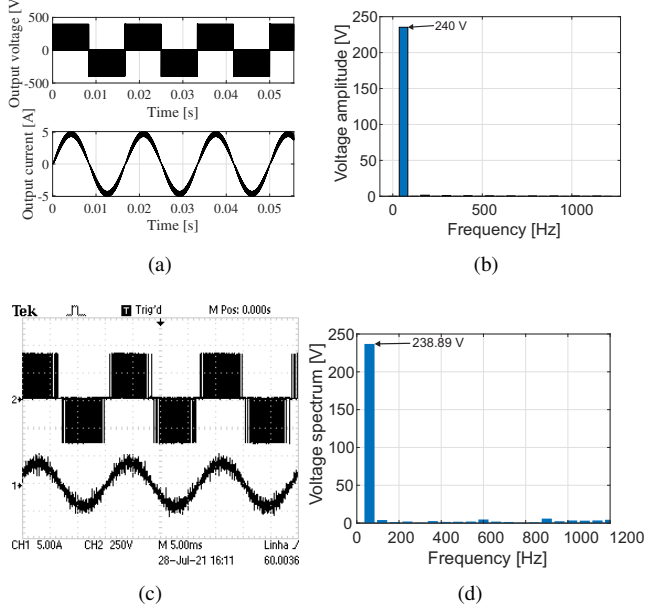 Output voltage [V]
500
0
-500
0 0.01 0.02 0.03 0.04 0.05
Time [s]
Output current [A]
5
0
-5
0 0.01 0.02 0.03 0.04 0.05
Time [s]
(a)
Voltage amplitude [V]
250
200
150
100
50
0
240 V
0 500 1000
Frequency [Hz]
(b)
Tek Trig'd M Pos: 0.000s
2
1
CH1 5.00A CH2 250V M 5.00ms Linha
28-Jul-21 16:11 60.0036
(c)
Voltage spectrum [V]
250
200
150
100
50
0
238.89 V
0 200 400 600 800 1000 1200
Frequency [Hz]
(d)